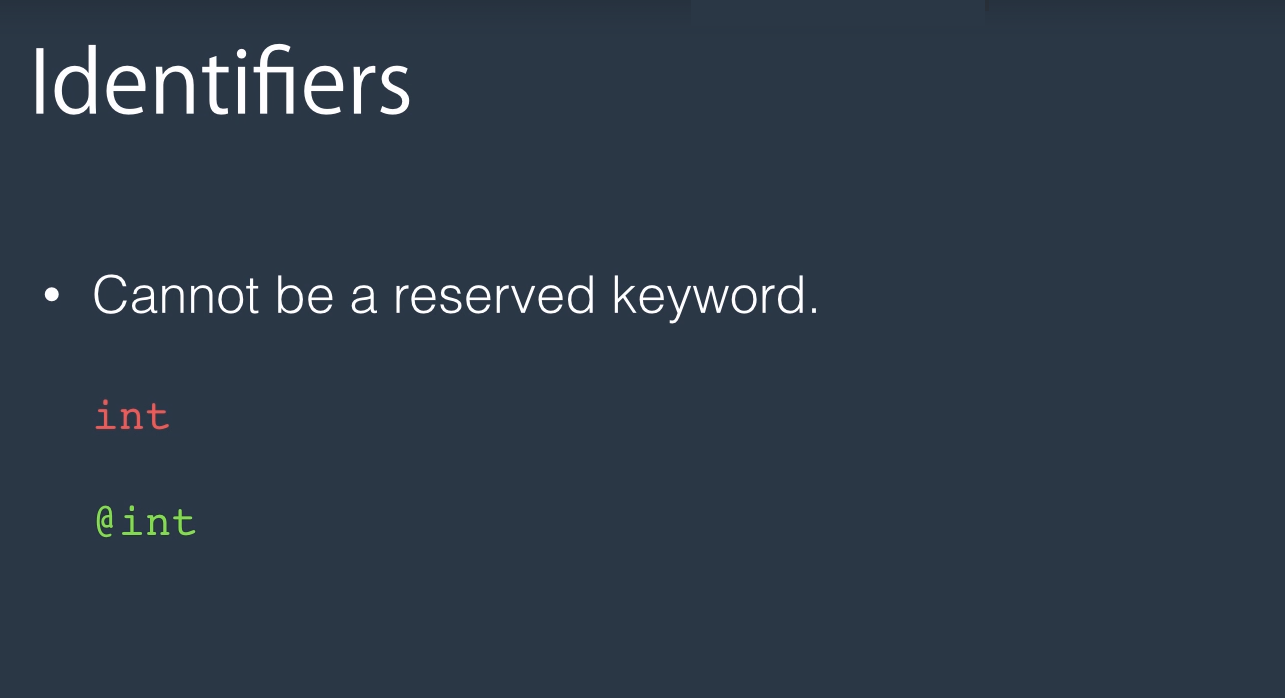 Identifiers
• Cannot be a reserved keyword.
int
@int